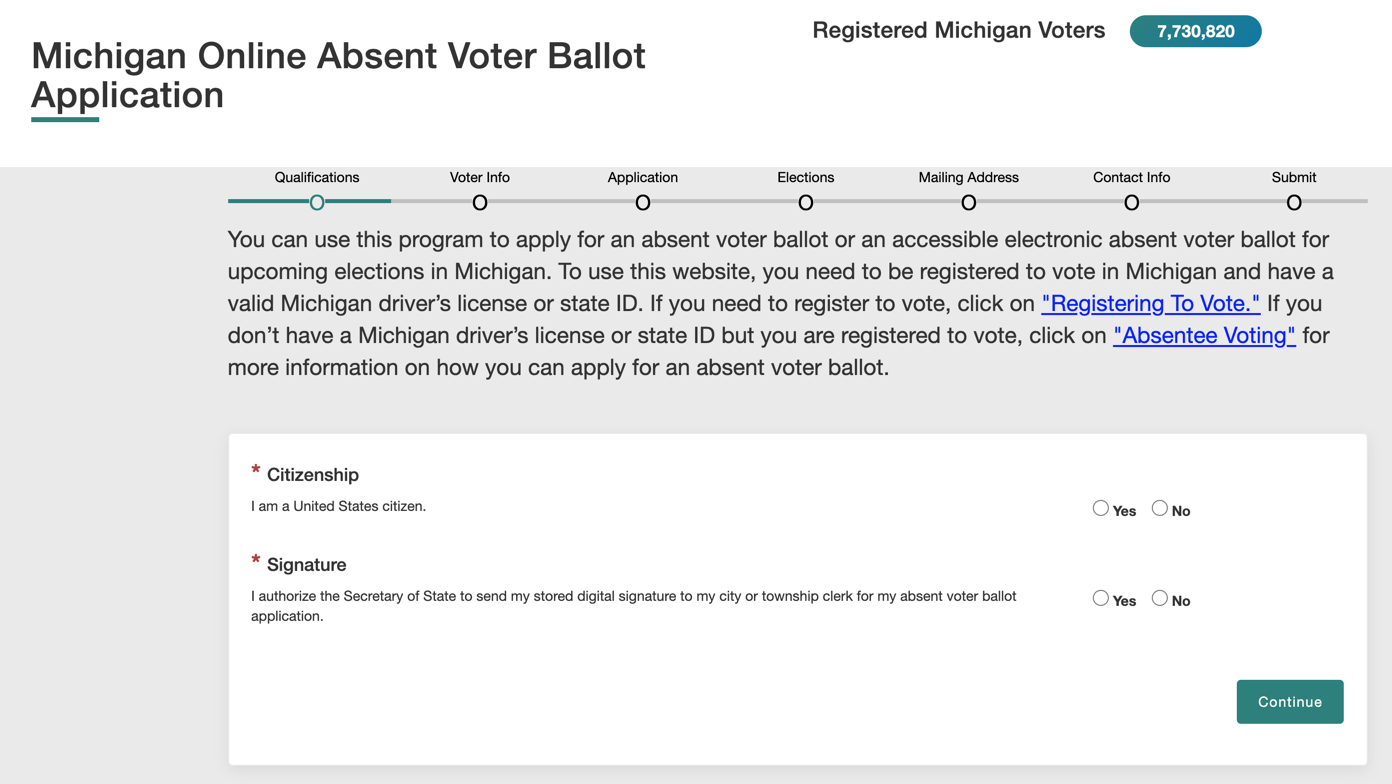 Michigan Online Absent Voter Ballot
Application
Registered Michigan Voters 7,730,820
Qualifications Voter Info Application Elections Mailing Address Contact Info Submit
You can use this program to apply for an absent voter ballot or an accessible electronic absent voter ballot for
upcoming elections in Michigan. To use this website, you need to be registered to vote in Michigan and have a
valid Michigan driver’s license or state ID. If you need to register to vote, click on "Registering To Vote." If you
don’t have a Michigan driver’s license or state ID but you are registered to vote, click on "Absentee Voting" for
more information on how you can apply for an absent voter ballot.
* Citizenship
I am a United States citizen. Yes No
* Signature
I authorize the Secretary of State to send my stored digital signature to my city or township clerk for my absent voter ballot
application. Yes No
Continue